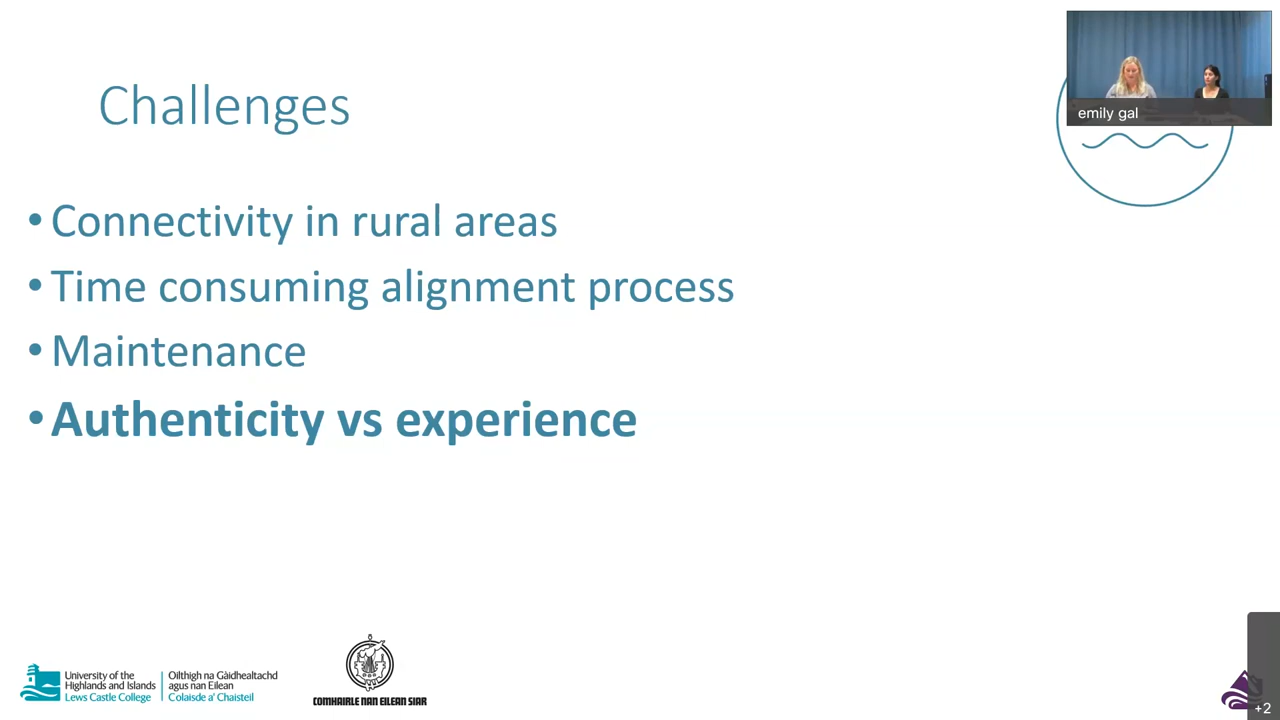 Challenges
emily gal
• Connectivity in rural areas
• Time consuming alignment process
• Maintenance
• Authenticity vs experience
University of the
Highlands and Islands
Lews Castle College
Oilthigh na Gàidhealtachd
agus nan Eilean
Colaisde a' Chaisteil
COMHAIRLE NAN EILEAN SIAR
+2